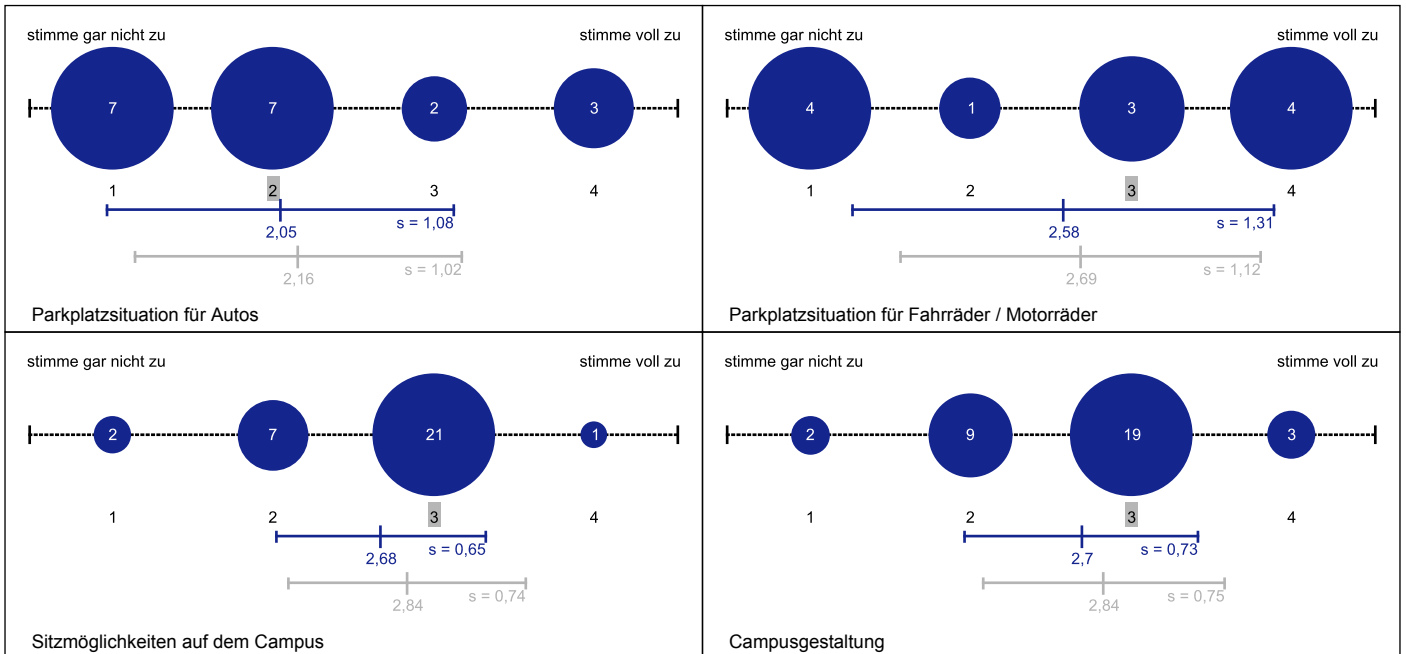 stimme gar nicht zu stimme voll zu
7 7 2 3
1 2 3 4
s = 1,08
2,05
s = 1,02
2,16
Parkplatzsituation für Autos
stimme gar nicht zu stimme voll zu
4 1 3 4
1 2 3 4
s = 1,31
2,58
s = 1,12
2,69
Parkplatzsituation für Fahrräder / Motorräder
stimme gar nicht zu stimme voll zu
2 7 21 1
1 2 3 4
s = 0,65
2,68
s = 0,74
2,84
Sitzmöglichkeiten auf dem Campus
stimme gar nicht zu stimme voll zu
2 9 19 3
1 2 3 4
s = 0,73
2,7
s = 0,75
2,84
Campusgestaltung